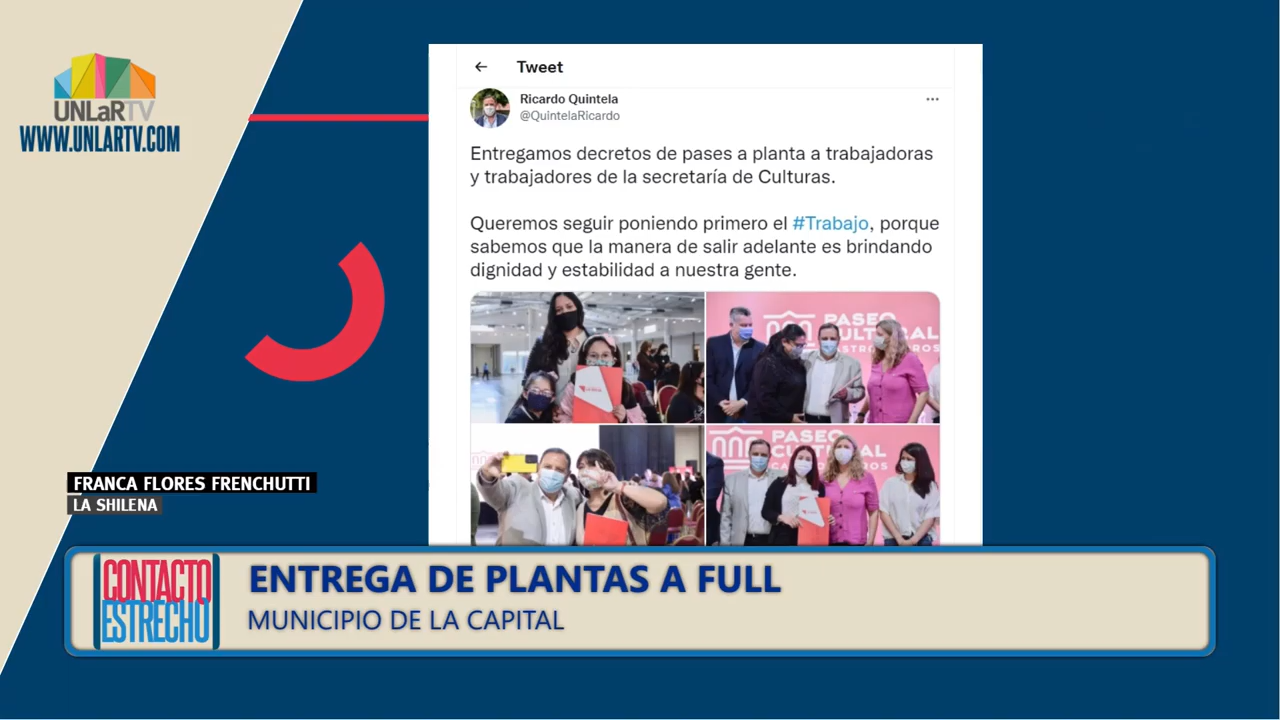 UNLaRTV
WWW.UNLARTV.COM
Tweet
Ricardo Quintela
@QuintelaRicardo
Entregamos decretos de pases a planta a trabajadoras
y trabajadores de la secretaría de Culturas.
Queremos seguir poniendo primero el #Trabajo, porque
sabemos que la manera de salir adelante es brindando
dignidad y estabilidad a nuestra gente.
PASEO
CULTURAL
PASEO
CULTURAL
FRANCA FLORES FRENCHUTTI
LA SHILENA
CONTACTO
ESTRECHO
ENTREGA DE PLANTAS A FULL
MUNICIPIO DE LA CAPITAL